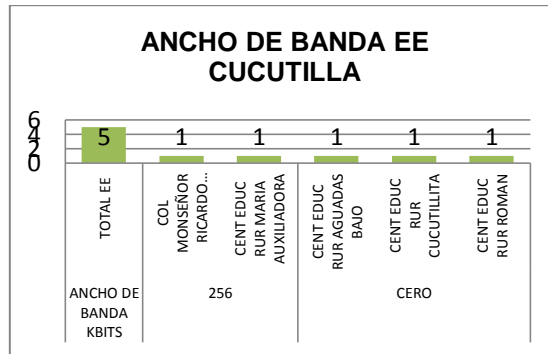 ANCHO DE BANDA EE
CUCUTILLA
6
4
2
0
5
1
1
1
1
1
TOTAL EE
COL
MONSEÑOR
RICARDO...
CENT EDUC
RUR MARIA
AUXILIADORA
CENT EDUC
RUR AGUADAS
BAJO
CENT EDUC
RUR
CUCUTILLITA
CENT EDUC
RUR ROMAN
ANCHO DE
BANDA
KBITS
256
CERO